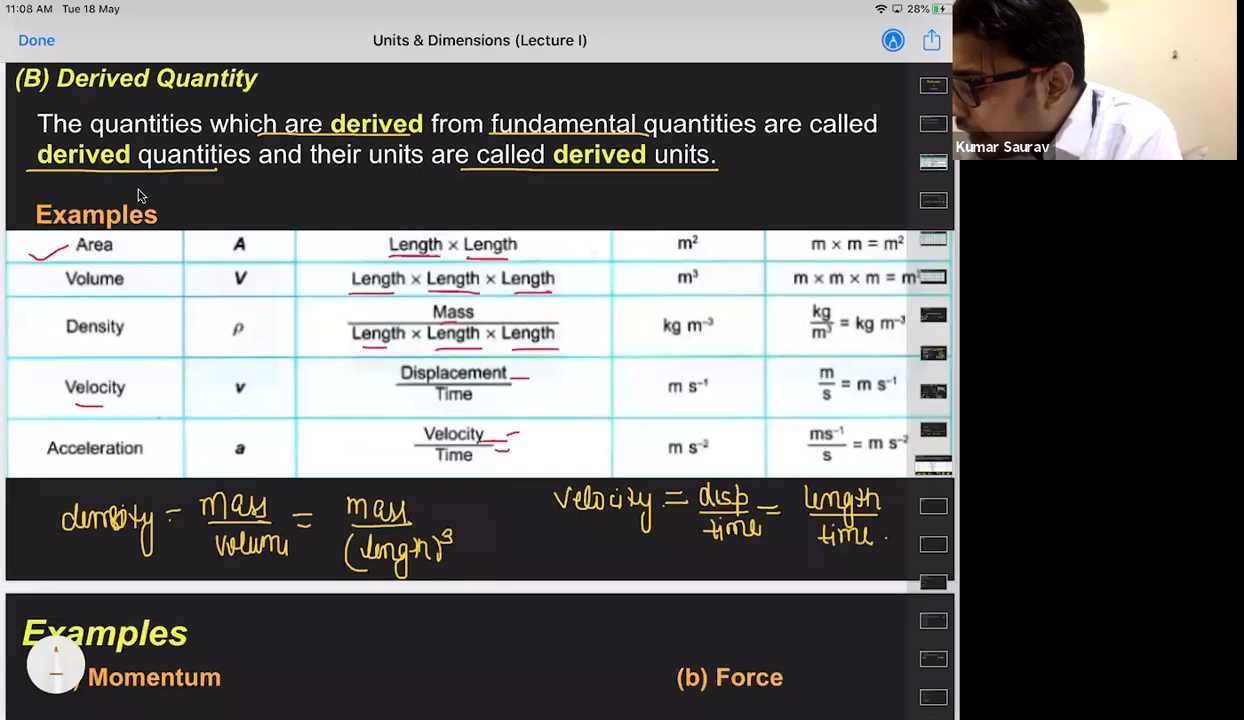 11:08 AM Tue 18 May
28%
Done
Units & Dimensions (Lecture I)
(B) Derived Quantity
The quantities which are derived from fundamental quantities are called
derived quantities and their units are called derived units.
Kumar Saurav
Examples
Area A Length × Length m² m × m = m²
Volume V Length × Length × Length m³ m × m × m = m
Density ρ Mass / Length × Length × Length kg m⁻³ kg / m³ = kg m⁻³
Velocity v Displacement / Time m s⁻¹ m / s = m s⁻¹
Acceleration a Velocity / Time m s⁻² ms⁻¹ / s = m s⁻²
density = mass / volume = mass / (length)³
velocity = disp / time = length / time.
Examples
) Momentum
(b) Force